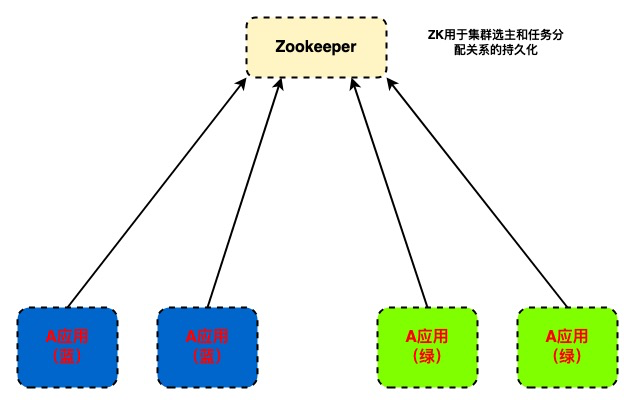 Zookeeper
ZK用于集群选主和任务分
配关系的持久化
A应用
（蓝）
A应用
（蓝）
A应用
（绿）
A应用
（绿）